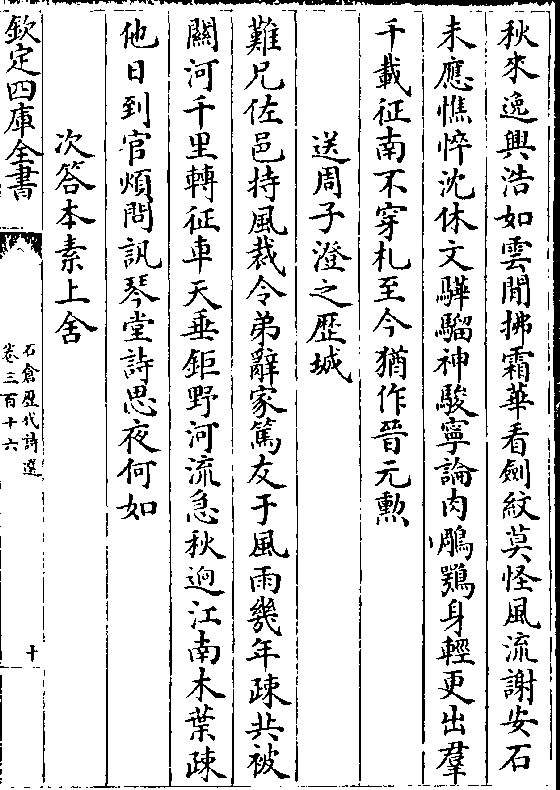 秋來逸興浩如雲閒拂霜華看劍紋莫怪風流謝安石
未應憔悴沈休文驊騮神駿寧論肉鵰鶚身輕更出羣
千載征南不穿札至今猶作晉元勲
送周子澄之歴城
難兄佐邑持風裁令弟辭家篤友于風雨幾年疎共被
關河千里轉征車天垂鉅野河流急秋逈江南木葉疎
他日到官煩問訊琴堂詩思夜何如
次答本素上舍
欽定四庫全書
石倉歴代詩選
卷三百十六
十